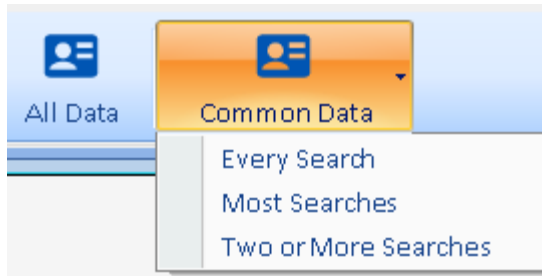 All Data
Common Data
Every Search
Most Searches
Two or More Searches